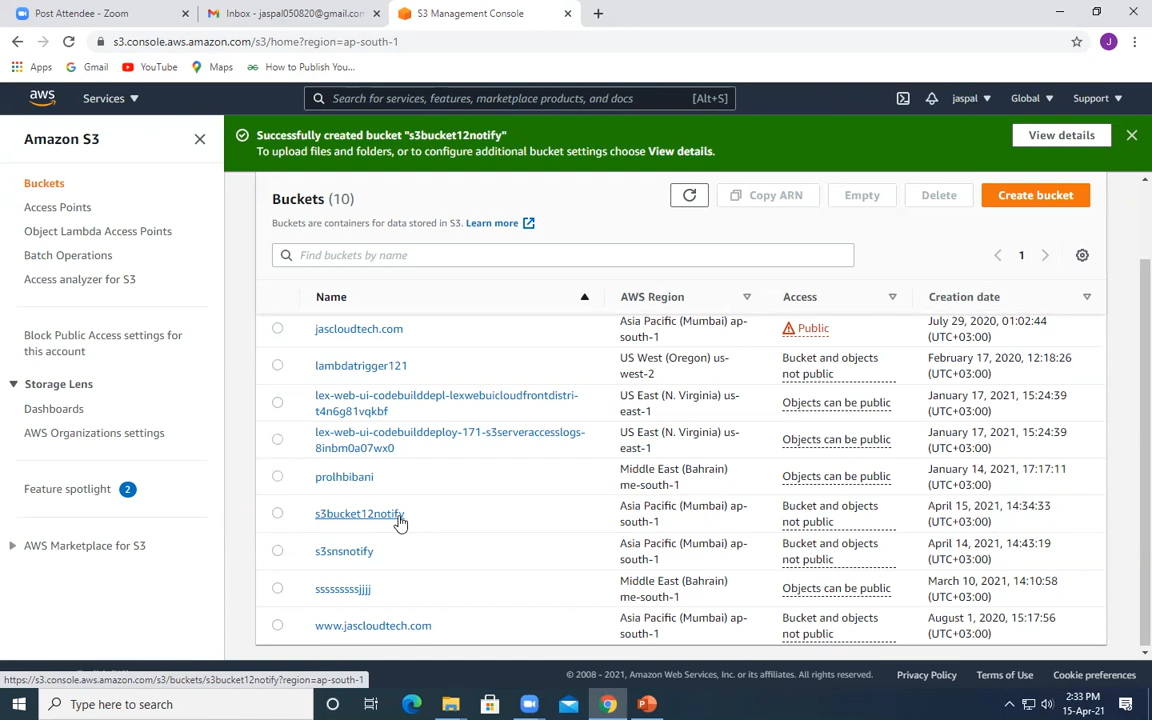 Post Attendee - Zoom
Inbox - jaspal050820@gmail.con
S3 Management Console
s3.console.aws.amazon.com/s3/home?region=ap-south-1
J
Apps
Gmail
YouTube
Maps
How to Publish You...
aws
Services
Search for services, features, marketplace products, and docs
[Alt+S]
jaspal
Global
Support
Amazon S3
Successfully created bucket "s3bucket12notify"
To upload files and folders, or to configure additional bucket settings choose View details.
View details
Buckets
Access Points
Object Lambda Access Points
Batch Operations
Access analyzer for S3
Block Public Access settings for
this account
Storage Lens
Dashboards
AWS Organizations settings
Feature spotlight 2
AWS Marketplace for S3
Buckets (10)
Copy ARN
Empty
Delete
Create bucket
Buckets are containers for data stored in S3. Learn more
Find buckets by name
1
Name
AWS Region
Access
Creation date
jascloudtech.com
Asia Pacific (Mumbai) ap-
south-1
Public
July 29, 2020, 01:02:44
(UTC+03:00)
lambdatrigger121
US West (Oregon) us-
west-2
Bucket and objects
not public
February 17, 2020, 12:18:26
(UTC+03:00)
lex-web-ui-codebuilddepl-lexwebuicloudfrontdistri-
t4n6g81vqkbf
US East (N. Virginia) us-
east-1
Objects can be public
January 17, 2021, 15:24:39
(UTC+03:00)
lex-web-ui-codebuilddeploy-171-s3serveraccesslogs-
8inbm0a07wx0
US East (N. Virginia) us-
east-1
Objects can be public
January 17, 2021, 15:24:39
(UTC+03:00)
prolhbibani
Middle East (Bahrain)
me-south-1
Objects can be public
January 14, 2021, 17:17:11
(UTC+03:00)
s3bucket12notify
Asia Pacific (Mumbai) ap-
south-1
Bucket and objects
not public
April 15, 2021, 14:34:33
(UTC+03:00)
s3snsnotify
Asia Pacific (Mumbai) ap-
south-1
Bucket and objects
not public
April 14, 2021, 14:43:19
(UTC+03:00)
sssssssssjjjj
Middle East (Bahrain)
me-south-1
Objects can be public
March 10, 2021, 14:10:58
(UTC+03:00)
www.jascloudtech.com
Asia Pacific (Mumbai) ap-
south-1
Bucket and objects
not public
August 1, 2020, 15:17:56
(UTC+03:00)
https://s3.console.aws.amazon.com/s3/buckets/s3bucket12notify?region=ap-south-1
© 2008 - 2021, Amazon Web Services, Inc. or its affiliates. All rights reserved.
Privacy Policy
Terms of Use
Cookie preferences
Type here to search
2:33 PM
15-Apr-21